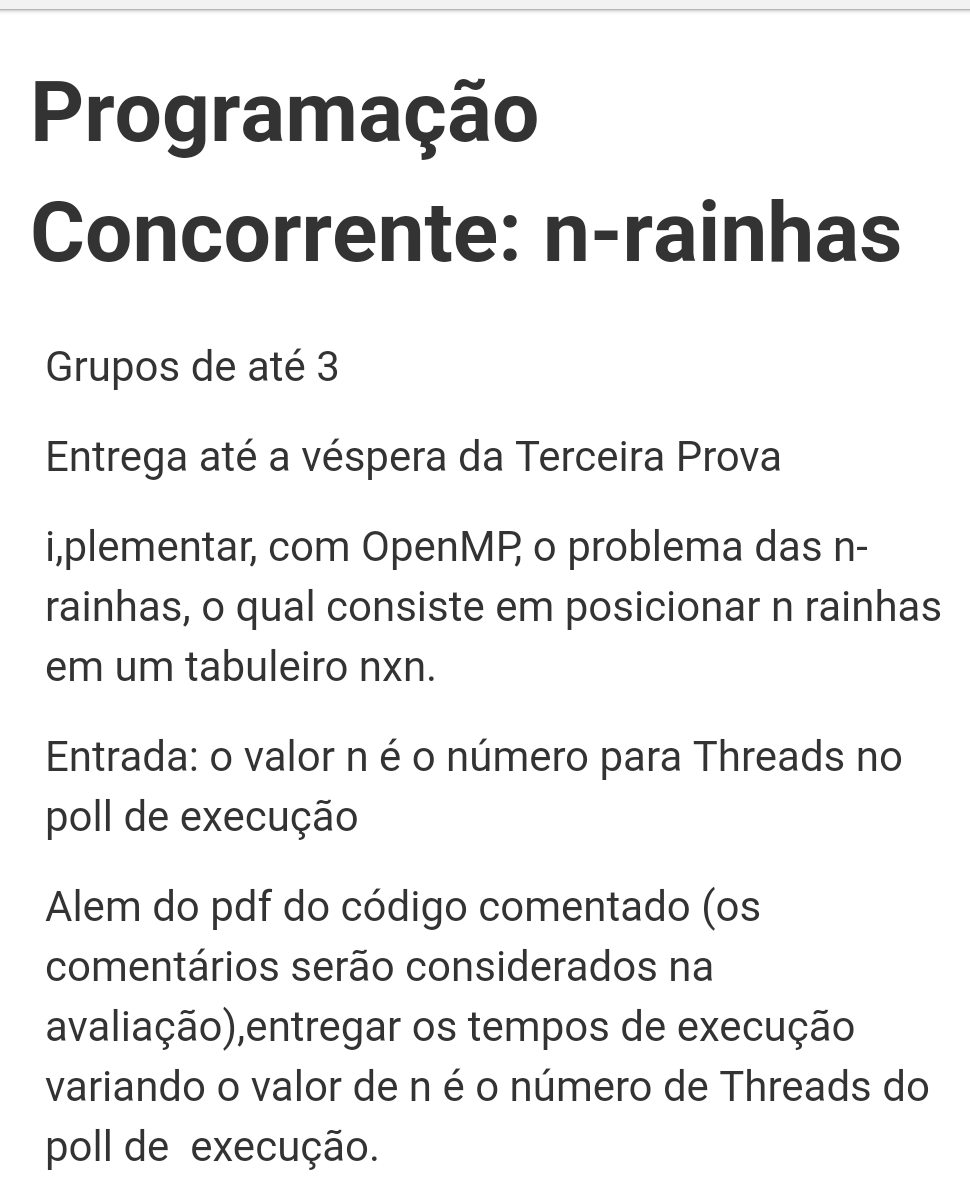 Programação
Concorrente: n-rainhas
Grupos de até 3
Entrega até a véspera da Terceira Prova
i,plementar, com OpenMP, o problema das n-
rainhas, o qual consiste em posicionar n rainhas
em um tabuleiro nxn.
Entrada: o valor n é o número para Threads no
poll de execução
Alem do pdf do código comentado (os
comentários serão considerados na
avaliação),entregar os tempos de execução
variando o valor de n é o número de Threads do
poll de  execução.